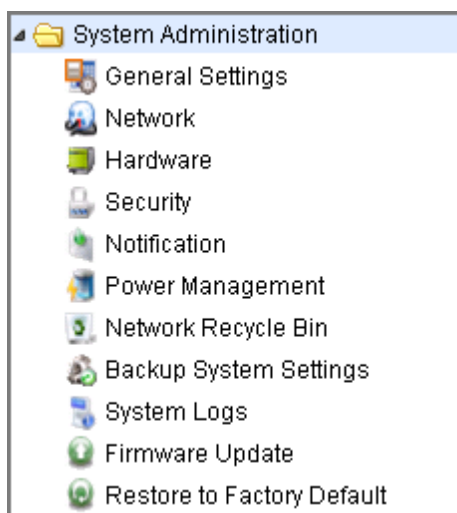 System Administration
General Settings
Network
Hardware
Security
Notification
Power Management
Network Recycle Bin
Backup System Settings
System Logs
Firmware Update
Restore to Factory Default